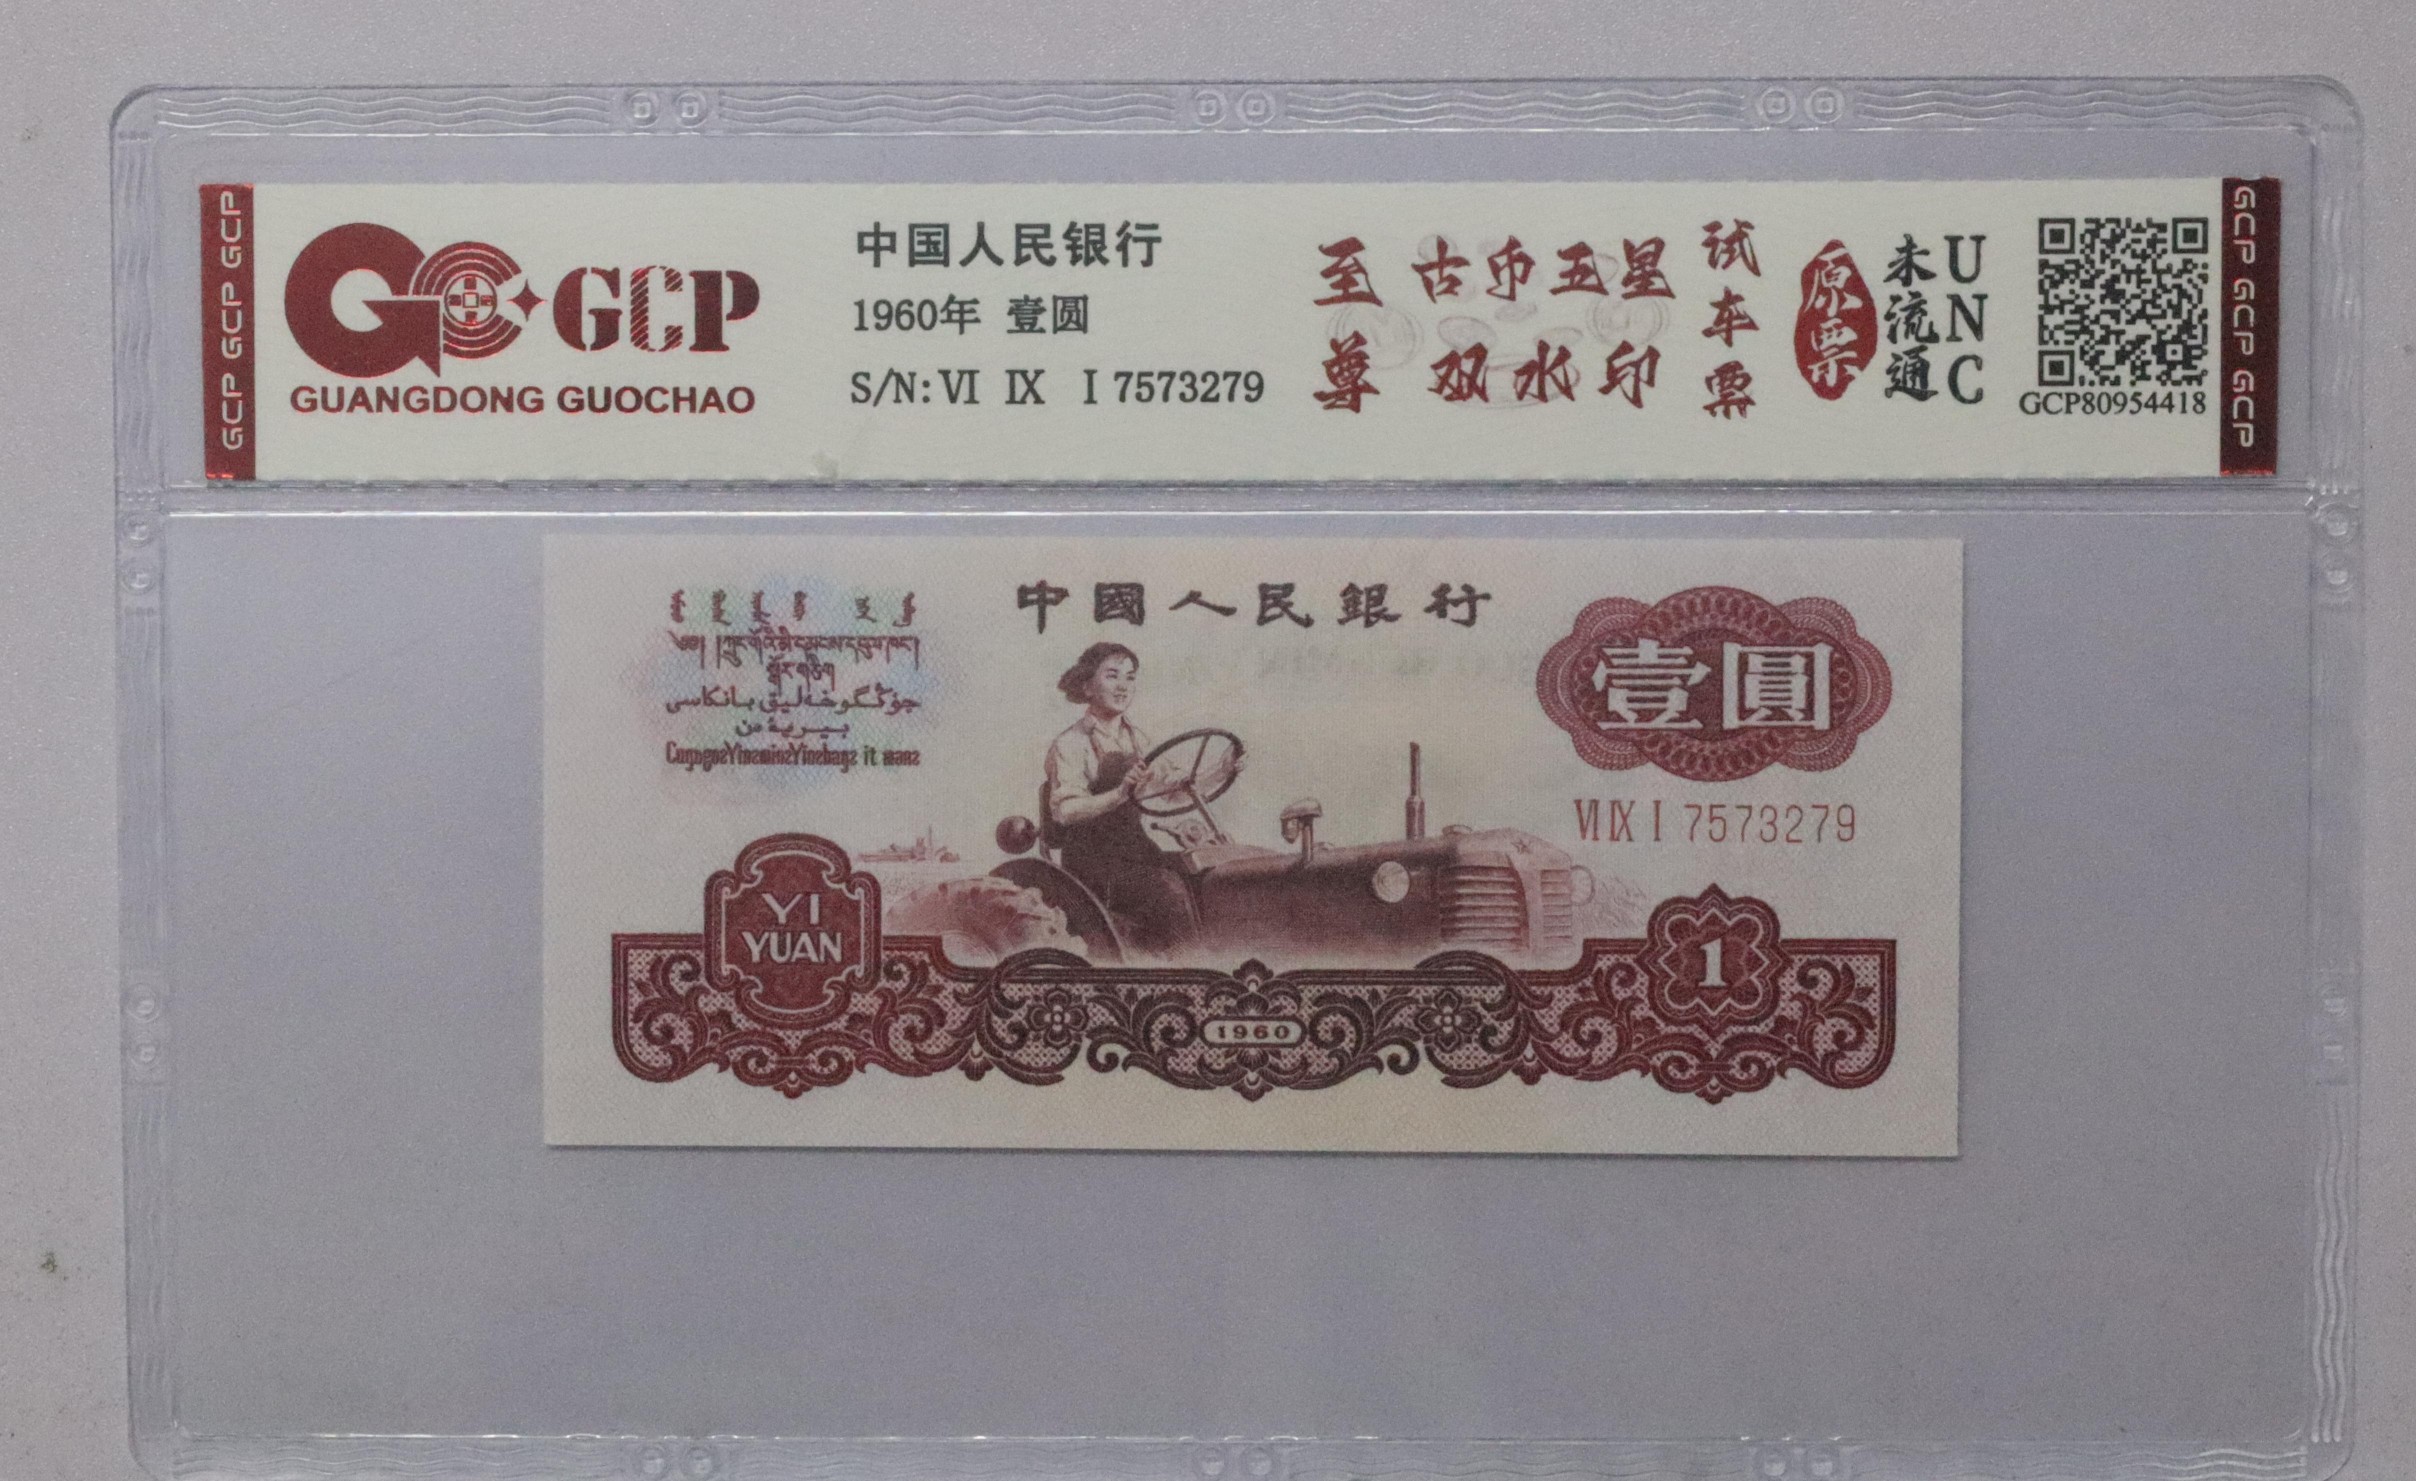 GCP GCP GCP
GCP
GUANGDONG GUOCHAO
中国人民银行
1960年 壹圆
S/N: VI IX I 7573279
至尊
古币五星
双水印
试车票
原票
未流通
UNC
GCP80954418
GCP GCP GCP
中國人民銀行
壹圓
VI IX I 7573279
YI
YUAN
1
1960